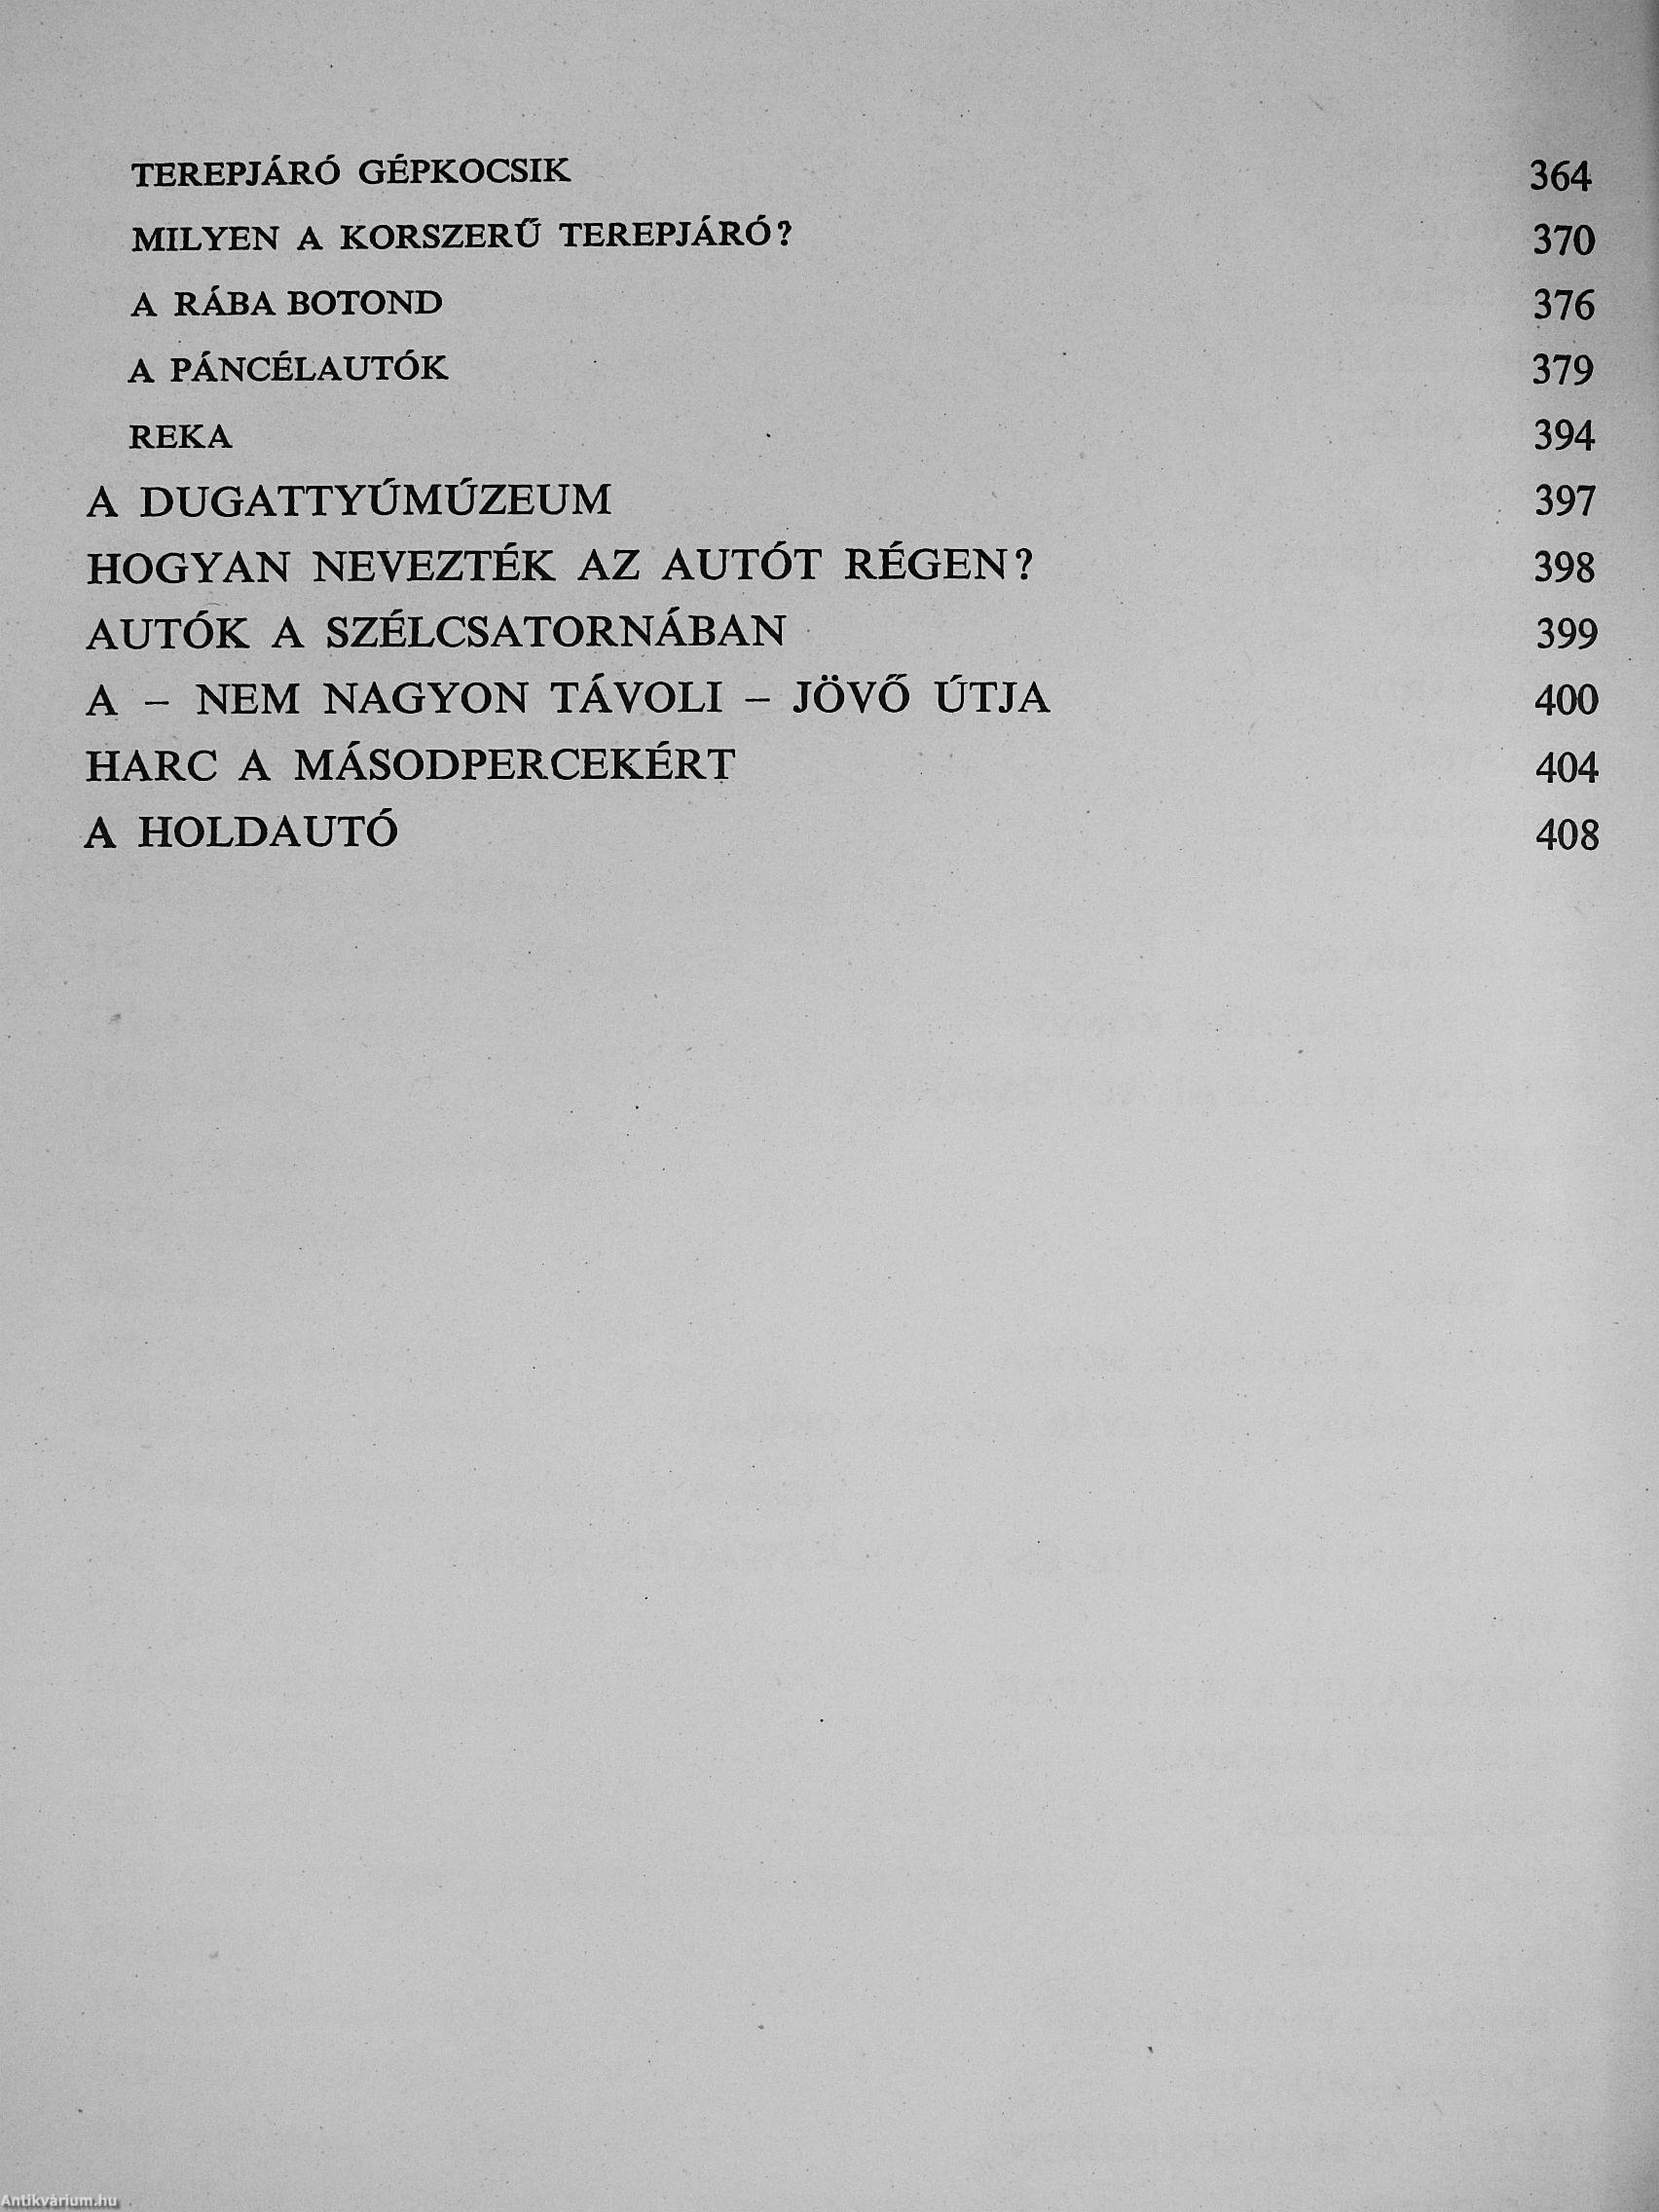 TEREPJÁRÓ GÉPKOCSIK 364
MILYEN A KORSZERŰ TEREPJÁRÓ? 370
A RÁBA BOTOND 376
A PÁNCÉLAUTÓK 379
REKA 394
A DUGATTYÚMÚZEUM 397
HOGYAN NEVEZTÉK AZ AUTÓT RÉGEN? 398
AUTÓK A SZÉLCSATORNÁBAN 399
A – NEM NAGYON TÁVOLI – JÖVŐ ÚTJA 400
HARC A MÁSODPERCEKÉRT 404
A HOLDAUTÓ 408
Antikvárium.hu